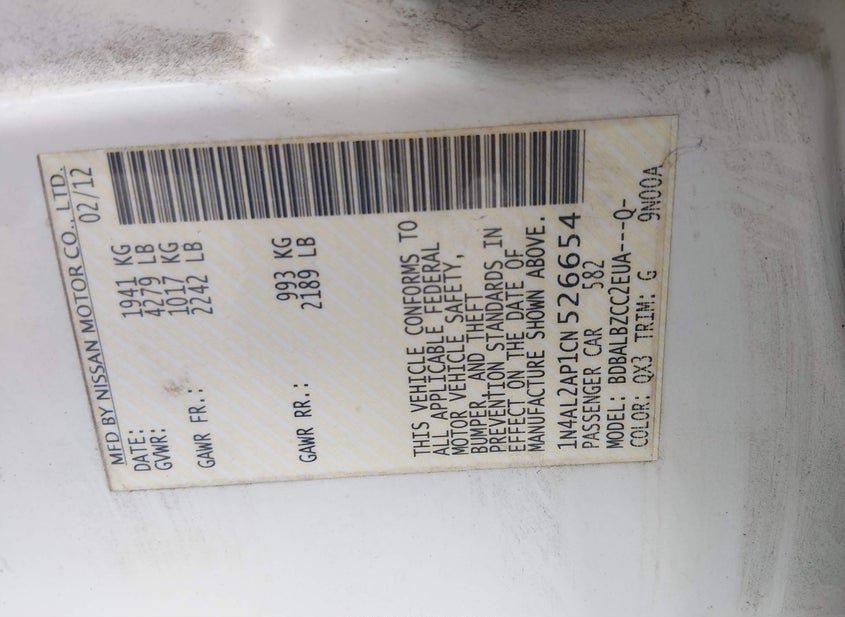 MFD BY NISSAN MOTOR CO., LTD.
DATE: 02/12
GVWR: 1941 KG
4279 LB
GAWR FR.: 1017 KG
2242 LB
GAWR RR.: 993 KG
2189 LB
THIS VEHICLE CONFORMS TO
ALL APPLICABLE FEDERAL
MOTOR VEHICLE SAFETY,
BUMPER, AND THEFT
PREVENTION STANDARDS IN
EFFECT ON THE DATE OF
MANUFACTURE SHOWN ABOVE.
1N4AL2AP1CN526654
PASSENGER CAR 582
MODEL: BDBALBZCC2EUA---Q-
COLOR: QX3 TRIM: G 9N00A